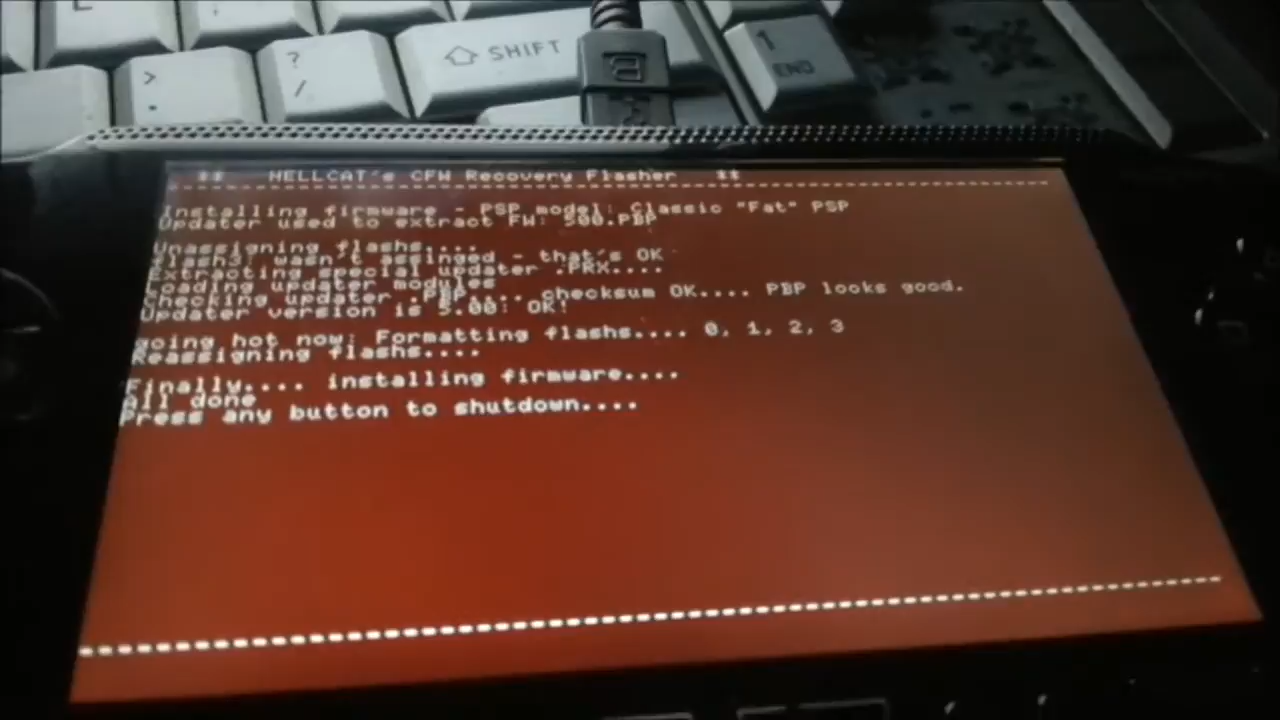 ?
SHIFT
1
>
/
END
.
** HELLCAT's CFW Recovery Flasher **
Installing firmware - PSP model: Classic "Fat" PSP
Updater used to extract FW: 500.PBP
Unassigning flashs....
flash3: wasn't assinged - that's OK
Extracting special updater .PRX....
Loading updater modules
Checking updater .PBP.... checksum OK.... PBP looks good.
Updater version is 5.00: OK!
going hot now: Formatting flashs.... 0, 1, 2, 3
Reassigning flashs....
Finally.... installing firmware....
All done
Press any button to shutdown....